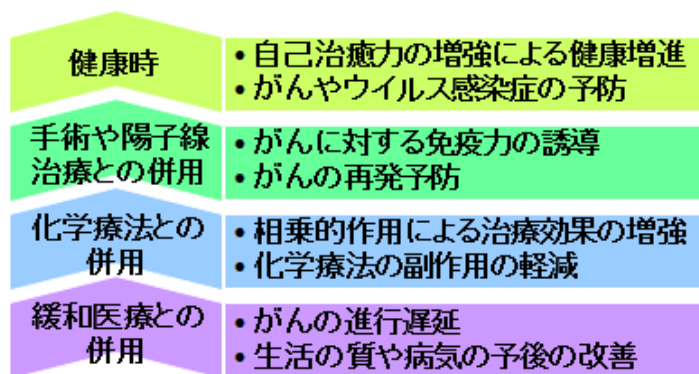 健康時
• 自己治癒力の増強による健康増進
• がんやウイルス感染症の予防
手術や陽子線
治療との併用
• がんに対する免疫力の誘導
• がんの再発予防
化学療法との
併用
• 相乗的作用による治療効果の増強
• 化学療法の副作用の軽減
緩和医療との
併用
• がんの進行遅延
• 生活の質や病気の予後の改善